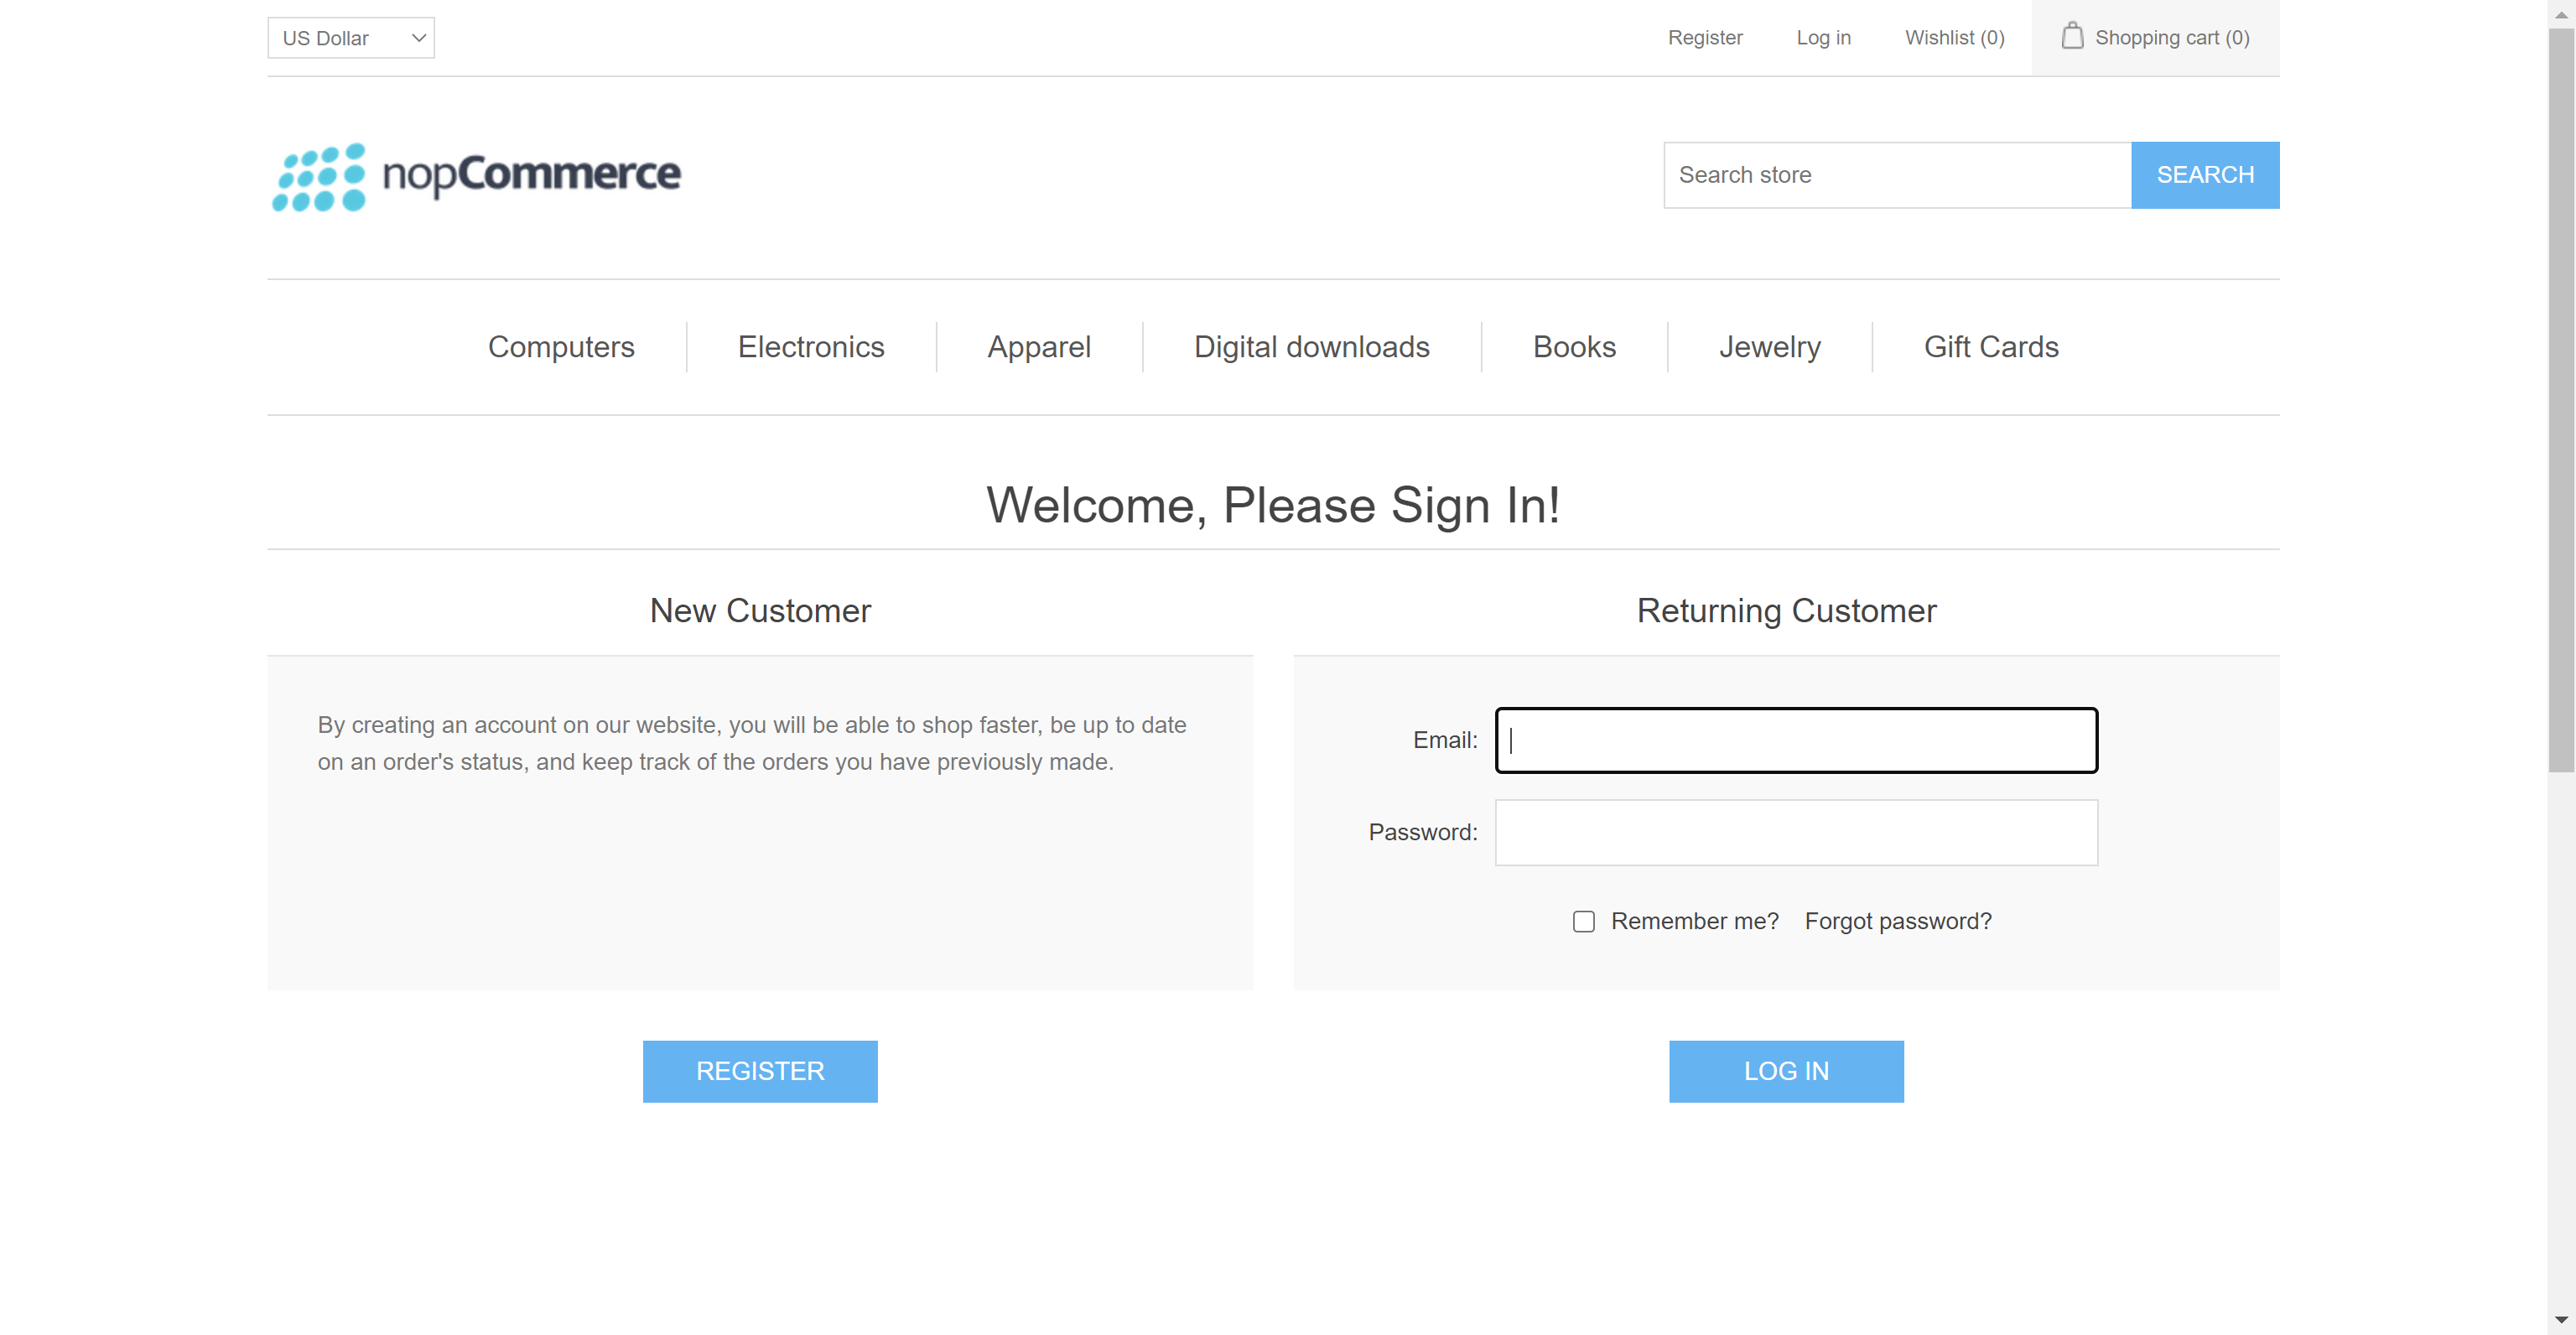 US Dollar
Register Log in Wishlist (0) Shopping cart (0)
nopCommerce
Search store SEARCH
Computers Electronics Apparel Digital downloads Books Jewelry Gift Cards
Welcome, Please Sign In!
New Customer
By creating an account on our website, you will be able to shop faster, be up to date
on an order's status, and keep track of the orders you have previously made.
REGISTER
Returning Customer
Email:
Password:
Remember me? Forgot password?
LOG IN